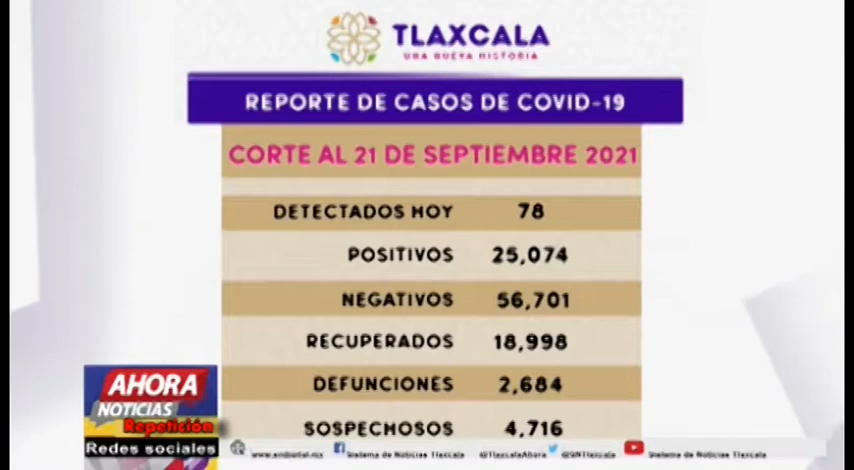 TLAXCALA
UNA NUEVA HISTORIA
REPORTE DE CASOS DE COVID-19
CORTE AL 21 DE SEPTIEMBRE 2021
DETECTADOS HOY 78
POSITIVOS 25,074
NEGATIVOS 56,701
RECUPERADOS 18,998
DEFUNCIONES 2,684
SOSPECHOSOS 4,716
AHORA
NOTICIAS
Repetición
Redes sociales
Sistema de Noticias Tlaxcala @TlaxcalaAhora @SNTlaxcala Sistema de Noticias Tlaxcala